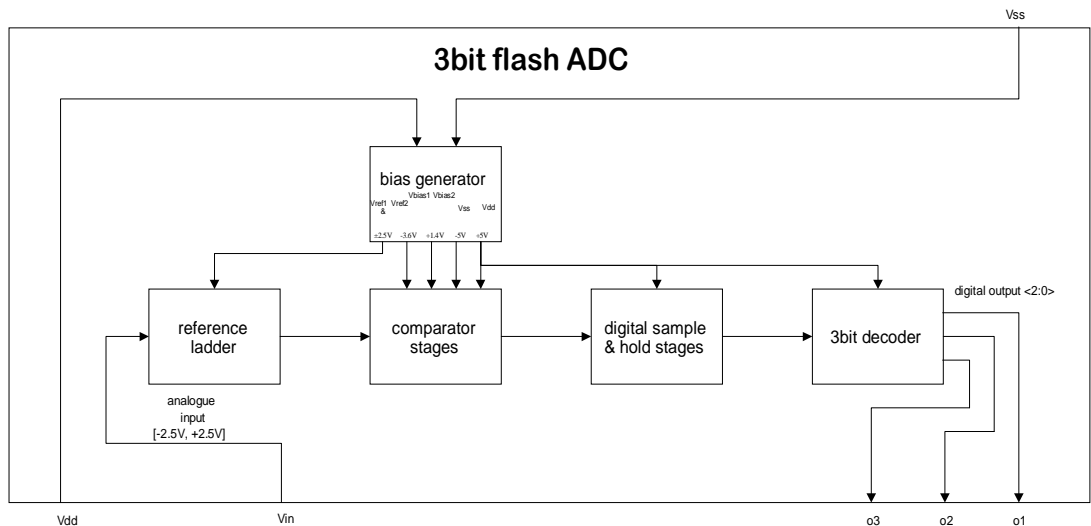 Vss
3bit flash ADC
bias generator
Vbias1 Vbias2
Vref1 Vref2
&
Vss
Vdd
±2.5V -3.6V +1.4V -5V +5V
digital output <2:0>
reference
ladder
comparator
stages
digital sample
& hold stages
3bit decoder
analogue
input
[-2.5V, +2.5V]
Vdd
Vin
o3
o2
o1